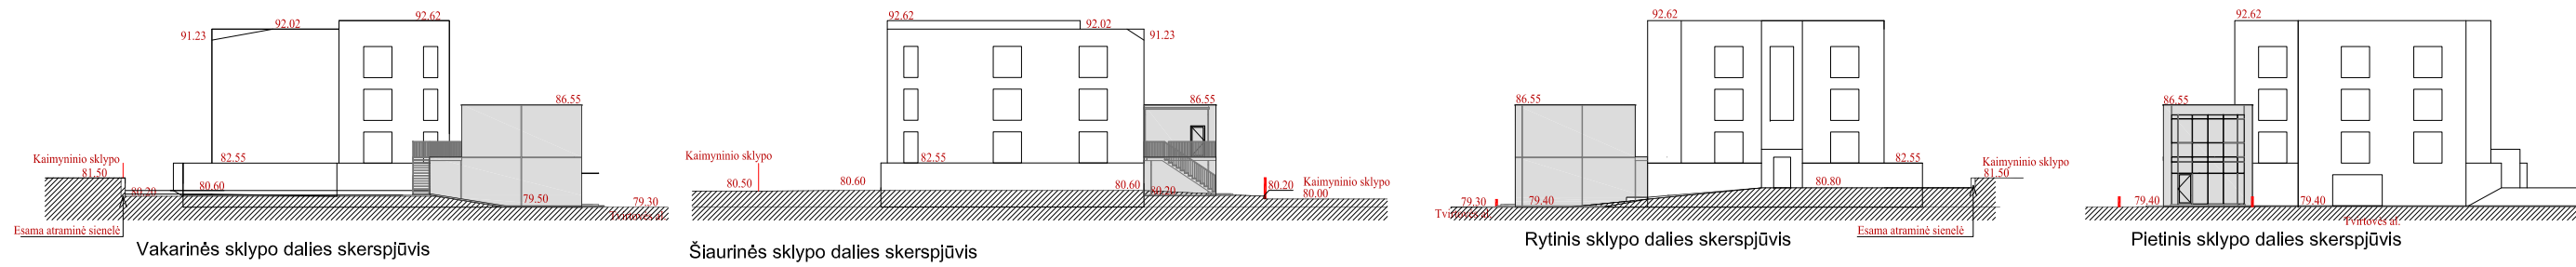 92.02
92.62
91.23
86.55
Kaimyninio sklypo
81.50
82.55
80.20
80.60
79.50
79.30
Tvirtovės al.
Esama atraminė sienelė
Vakarinės sklypo dalies skerspjūvis
92.62
92.02
91.23
86.55
Kaimyninio sklypo
80.50
82.55
80.60
80.60
80.20
80.20
Kaimyninio sklypo
80.00
Šiaurinės sklypo dalies skerspjūvis
92.62
86.55
82.55
Kaimyninio sklypo
81.50
80.80
79.30
79.40
Tvirtovės al.
Esama atraminė sienelė
Rytinis sklypo dalies skerspjūvis
92.62
86.55
79.40
79.40
Tvirtovės al.
Pietinis sklypo dalies skerspjūvis